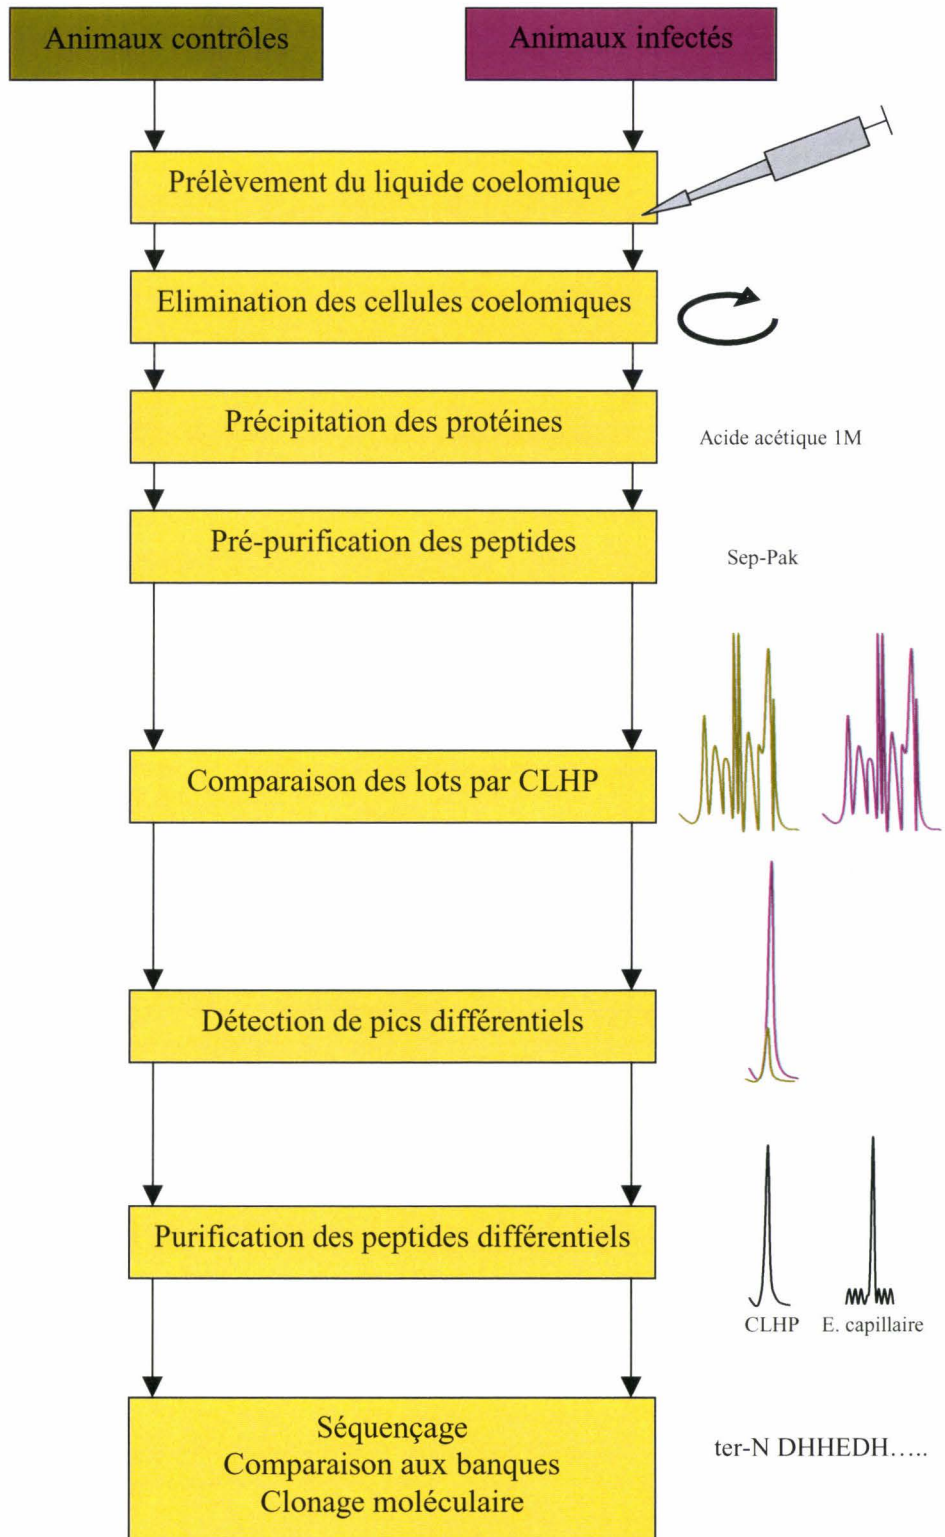 Animaux contrôles
Animaux infectés
Prélèvement du liquide coelomique
Elimination des cellules coelomiques
Précipitation des protéines
Acide acétique 1M
Pré-purification des peptides
Sep-Pak
Comparaison des lots par CLHP
Détection de pics différentiels
Purification des peptides différentiels
CLHP
E. capillaire
Séquençage
Comparaison aux banques
Clonage moléculaire
ter-N DHHEDH…..